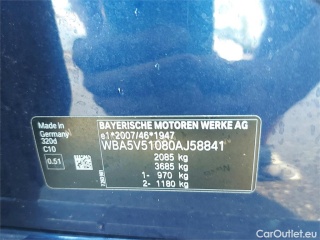 BAYERISCHE MOTOREN WERKE AG
e1*2007/46*1947
WBA5V51080AJ58841
2085 kg
3685 kg
1- 970 kg
2- 1180 kg
Made in
Germany
320d
C10
0.51
CarOutlet.eu